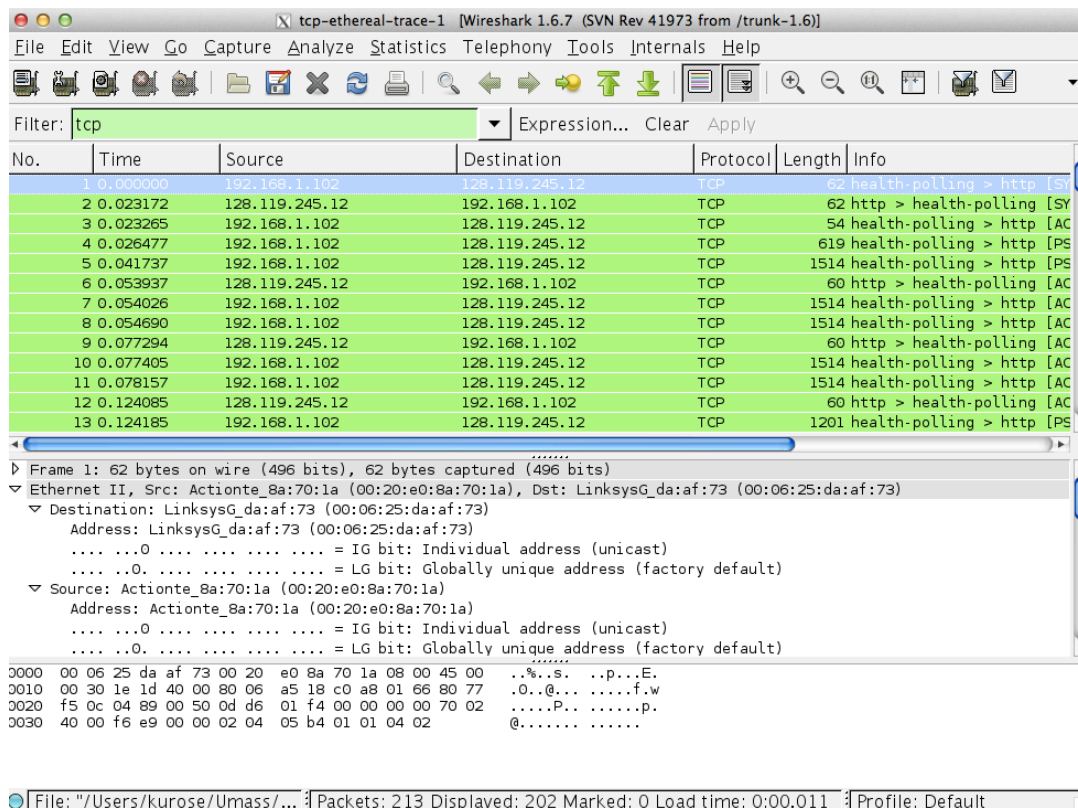 tcp-ethereal-trace-1 [Wireshark 1.6.7 (SVN Rev 41973 from /trunk-1.6)]
File Edit View Go Capture Analyze Statistics Telephony Tools Internals Help
Filter: tcp Expression... Clear Apply
No. Time Source Destination Protocol Length Info
1 0.000000 192.168.1.102 128.119.245.12 TCP 62 health-polling > http [SY
2 0.023172 128.119.245.12 192.168.1.102 TCP 62 http > health-polling [SY
3 0.023265 192.168.1.102 128.119.245.12 TCP 54 health-polling > http [AC
4 0.026477 192.168.1.102 128.119.245.12 TCP 619 health-polling > http [PS
5 0.041737 192.168.1.102 128.119.245.12 TCP 1514 health-polling > http [PS
6 0.053937 128.119.245.12 192.168.1.102 TCP 60 http > health-polling [AC
7 0.054026 192.168.1.102 128.119.245.12 TCP 1514 health-polling > http [AC
8 0.054690 192.168.1.102 128.119.245.12 TCP 1514 health-polling > http [AC
9 0.077294 128.119.245.12 192.168.1.102 TCP 60 http > health-polling [AC
10 0.077405 192.168.1.102 128.119.245.12 TCP 1514 health-polling > http [AC
11 0.078157 192.168.1.102 128.119.245.12 TCP 1514 health-polling > http [AC
12 0.124085 128.119.245.12 192.168.1.102 TCP 60 http > health-polling [AC
13 0.124185 192.168.1.102 128.119.245.12 TCP 1201 health-polling > http [PS
Frame 1: 62 bytes on wire (496 bits), 62 bytes captured (496 bits)
Ethernet II, Src: Actionte_8a:70:1a (00:20:e0:8a:70:1a), Dst: LinksysG_da:af:73 (00:06:25:da:af:73)
Destination: LinksysG_da:af:73 (00:06:25:da:af:73)
Address: LinksysG_da:af:73 (00:06:25:da:af:73)
.... ...0 .... .... .... .... = IG bit: Individual address (unicast)
.... ..0. .... .... .... .... = LG bit: Globally unique address (factory default)
Source: Actionte_8a:70:1a (00:20:e0:8a:70:1a)
Address: Actionte_8a:70:1a (00:20:e0:8a:70:1a)
.... ...0 .... .... .... .... = IG bit: Individual address (unicast)
.... ..0. .... .... .... .... = LG bit: Globally unique address (factory default)
0000 00 06 25 da af 73 00 20 e0 8a 70 1a 08 00 45 00 ..%..s. ..p...E.
0010 00 30 1e 1d 40 00 80 06 a5 18 c0 a8 01 66 80 77 .0..@... .....f.w
0020 f5 0c 04 89 00 50 0d d6 01 f4 00 00 00 00 70 02 .....P.. ......p.
0030 40 00 f6 e9 00 00 02 04 05 b4 01 01 04 02 @....... ......
File: "/Users/kurose/Umass/... Packets: 213 Displayed: 202 Marked: 0 Load time: 0:00.011 Profile: Default